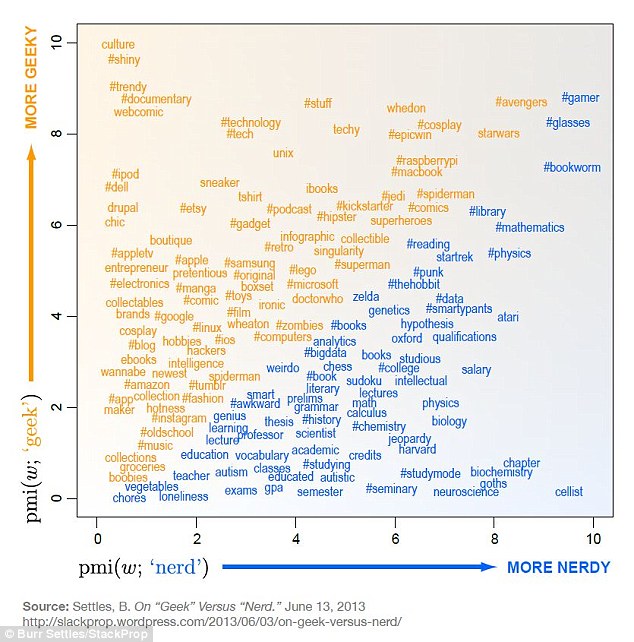 MORE GEEKY
pmi(w; 'geek')
10
8
6
4
2
0
culture
#shiny
#trendy
#documentary
webcomic
#stuff
whedon
#avengers
#gamer
#technology
#tech
techy
#cosplay
#epicwin
starwars
#glasses
unix
#raspberrypi
#macbook
#bookworm
#ipod
#dell
sneaker
ibooks
tshirt
#jedi
#spiderman
drupal
chic
#etsy
#podcast
#kickstarter
#comics
#library
#gadget
#hipster
superheroes
#mathematics
boutique
infographic
collectible
#retro
singularity
#reading
startrek
#physics
#appletv
#apple
entrepreneur
pretentious
#samsung
#original
#lego
#superman
#punk
#electronics
#manga
boxset
#microsoft
#thehobbit
collectables
#comic
#toys
ironic
doctorwho
zelda
#data
brands
#google
#film
genetics
#smartypants
atari
cosplay
#linux
wheaton
#zombies
#books
hypothesis
#blog
hobbies
#ios
#computers
analytics
oxford
qualifications
hackers
#bigdata
ebooks
intelligence
books
studious
wannabe
newest
spiderman
weirdo
chess
#college
salary
#amazon
#tumblr
#book
sudoku
intellectual
#app
collection
#fashion
smart
literary
lectures
maker
hotness
#awkward
prelims
grammar
math
physics
#instagram
genius
thesis
#history
calculus
biology
#oldschool
learning
professor
scientist
#chemistry
#music
lecture
jeopardy
collections
education
vocabulary
academic
credits
harvard
groceries
classes
#studying
chapter
boobies
teacher
autism
educated
autistic
#studymode
biochemistry
vegetables
goths
chores
loneliness
exams
gpa
semester
#seminary
neuroscience
cellist
0
2
4
6
8
10
pmi(w; 'nerd')
MORE NERDY
Source: Settles, B. On “Geek” Versus “Nerd.” June 13, 2013
http://slackprop.wordpress.com/2013/06/03/on-geek-versus-nerd/
© Burr Settles/StackProp